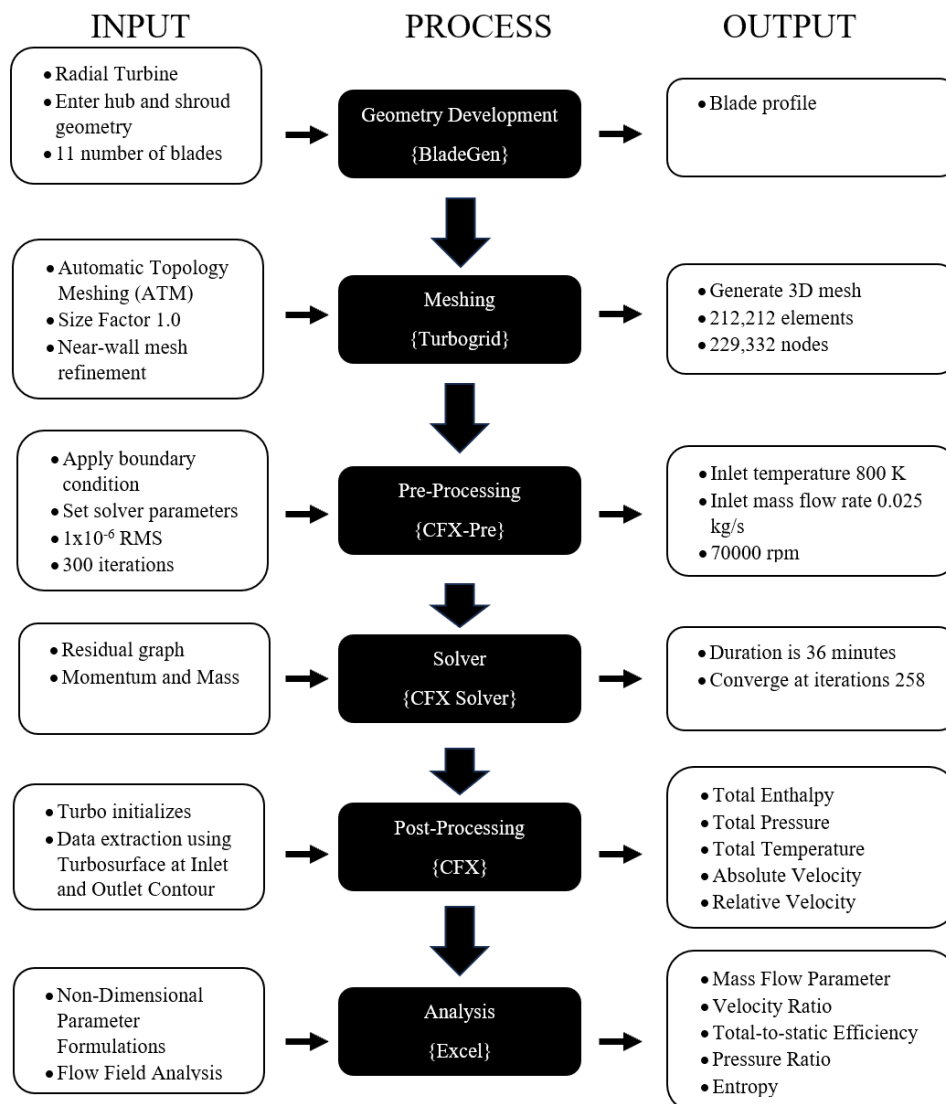 INPUT
PROCESS
OUTPUT
• Radial Turbine
• Enter hub and shroud
geometry
• 11 number of blades
Geometry Development
{BladeGen}
• Blade profile
• Automatic Topology
Meshing (ATM)
• Size Factor 1.0
• Near-wall mesh
refinement
Meshing
{Turbogrid}
• Generate 3D mesh
• 212,212 elements
• 229,332 nodes
• Apply boundary
condition
• Set solver parameters
• 1x10⁻⁶ RMS
• 300 iterations
Pre-Processing
{CFX-Pre}
• Inlet temperature 800 K
• Inlet mass flow rate 0.025
kg/s
• 70000 rpm
• Residual graph
• Momentum and Mass
Solver
{CFX Solver}
• Duration is 36 minutes
• Converge at iterations 258
• Turbo initializes
• Data extraction using
Turbosurface at Inlet
and Outlet Contour
Post-Processing
{CFX}
• Total Enthalpy
• Total Pressure
• Total Temperature
• Absolute Velocity
• Relative Velocity
• Non-Dimensional
Parameter
Formulations
• Flow Field Analysis
Analysis
{Excel}
• Mass Flow Parameter
• Velocity Ratio
• Total-to-static Efficiency
• Pressure Ratio
• Entropy